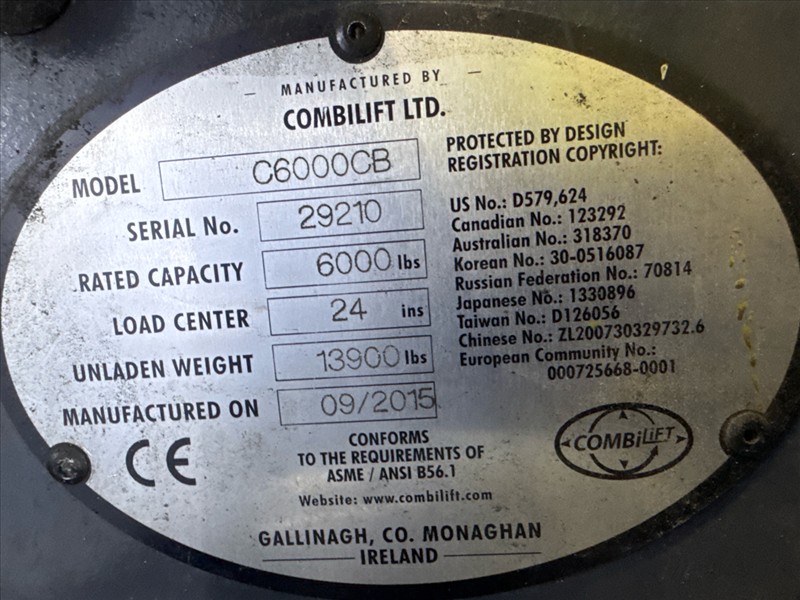 MANUFACTURED BY
COMBILIFT LTD.
MODEL C6000CB
SERIAL No. 29210
RATED CAPACITY 6000 lbs
LOAD CENTER 24 ins
UNLADEN WEIGHT 13900 lbs
MANUFACTURED ON 09/2015
PROTECTED BY DESIGN
REGISTRATION COPYRIGHT:
US No.: D579,624
Canadian No.: 123292
Australian No.: 318370
Korean No.: 30-0516087
Russian Federation No.: 70814
Japanese No.: 1330896
Taiwan No.: D126056
Chinese No.: ZL200730329732.6
European Community No.:
000725668-0001
CE
CONFORMS
TO THE REQUIREMENTS OF
ASME / ANSI B56.1
Website: www.combilift.com
COMBiLiFT
GALLINAGH, CO. MONAGHAN
IRELAND